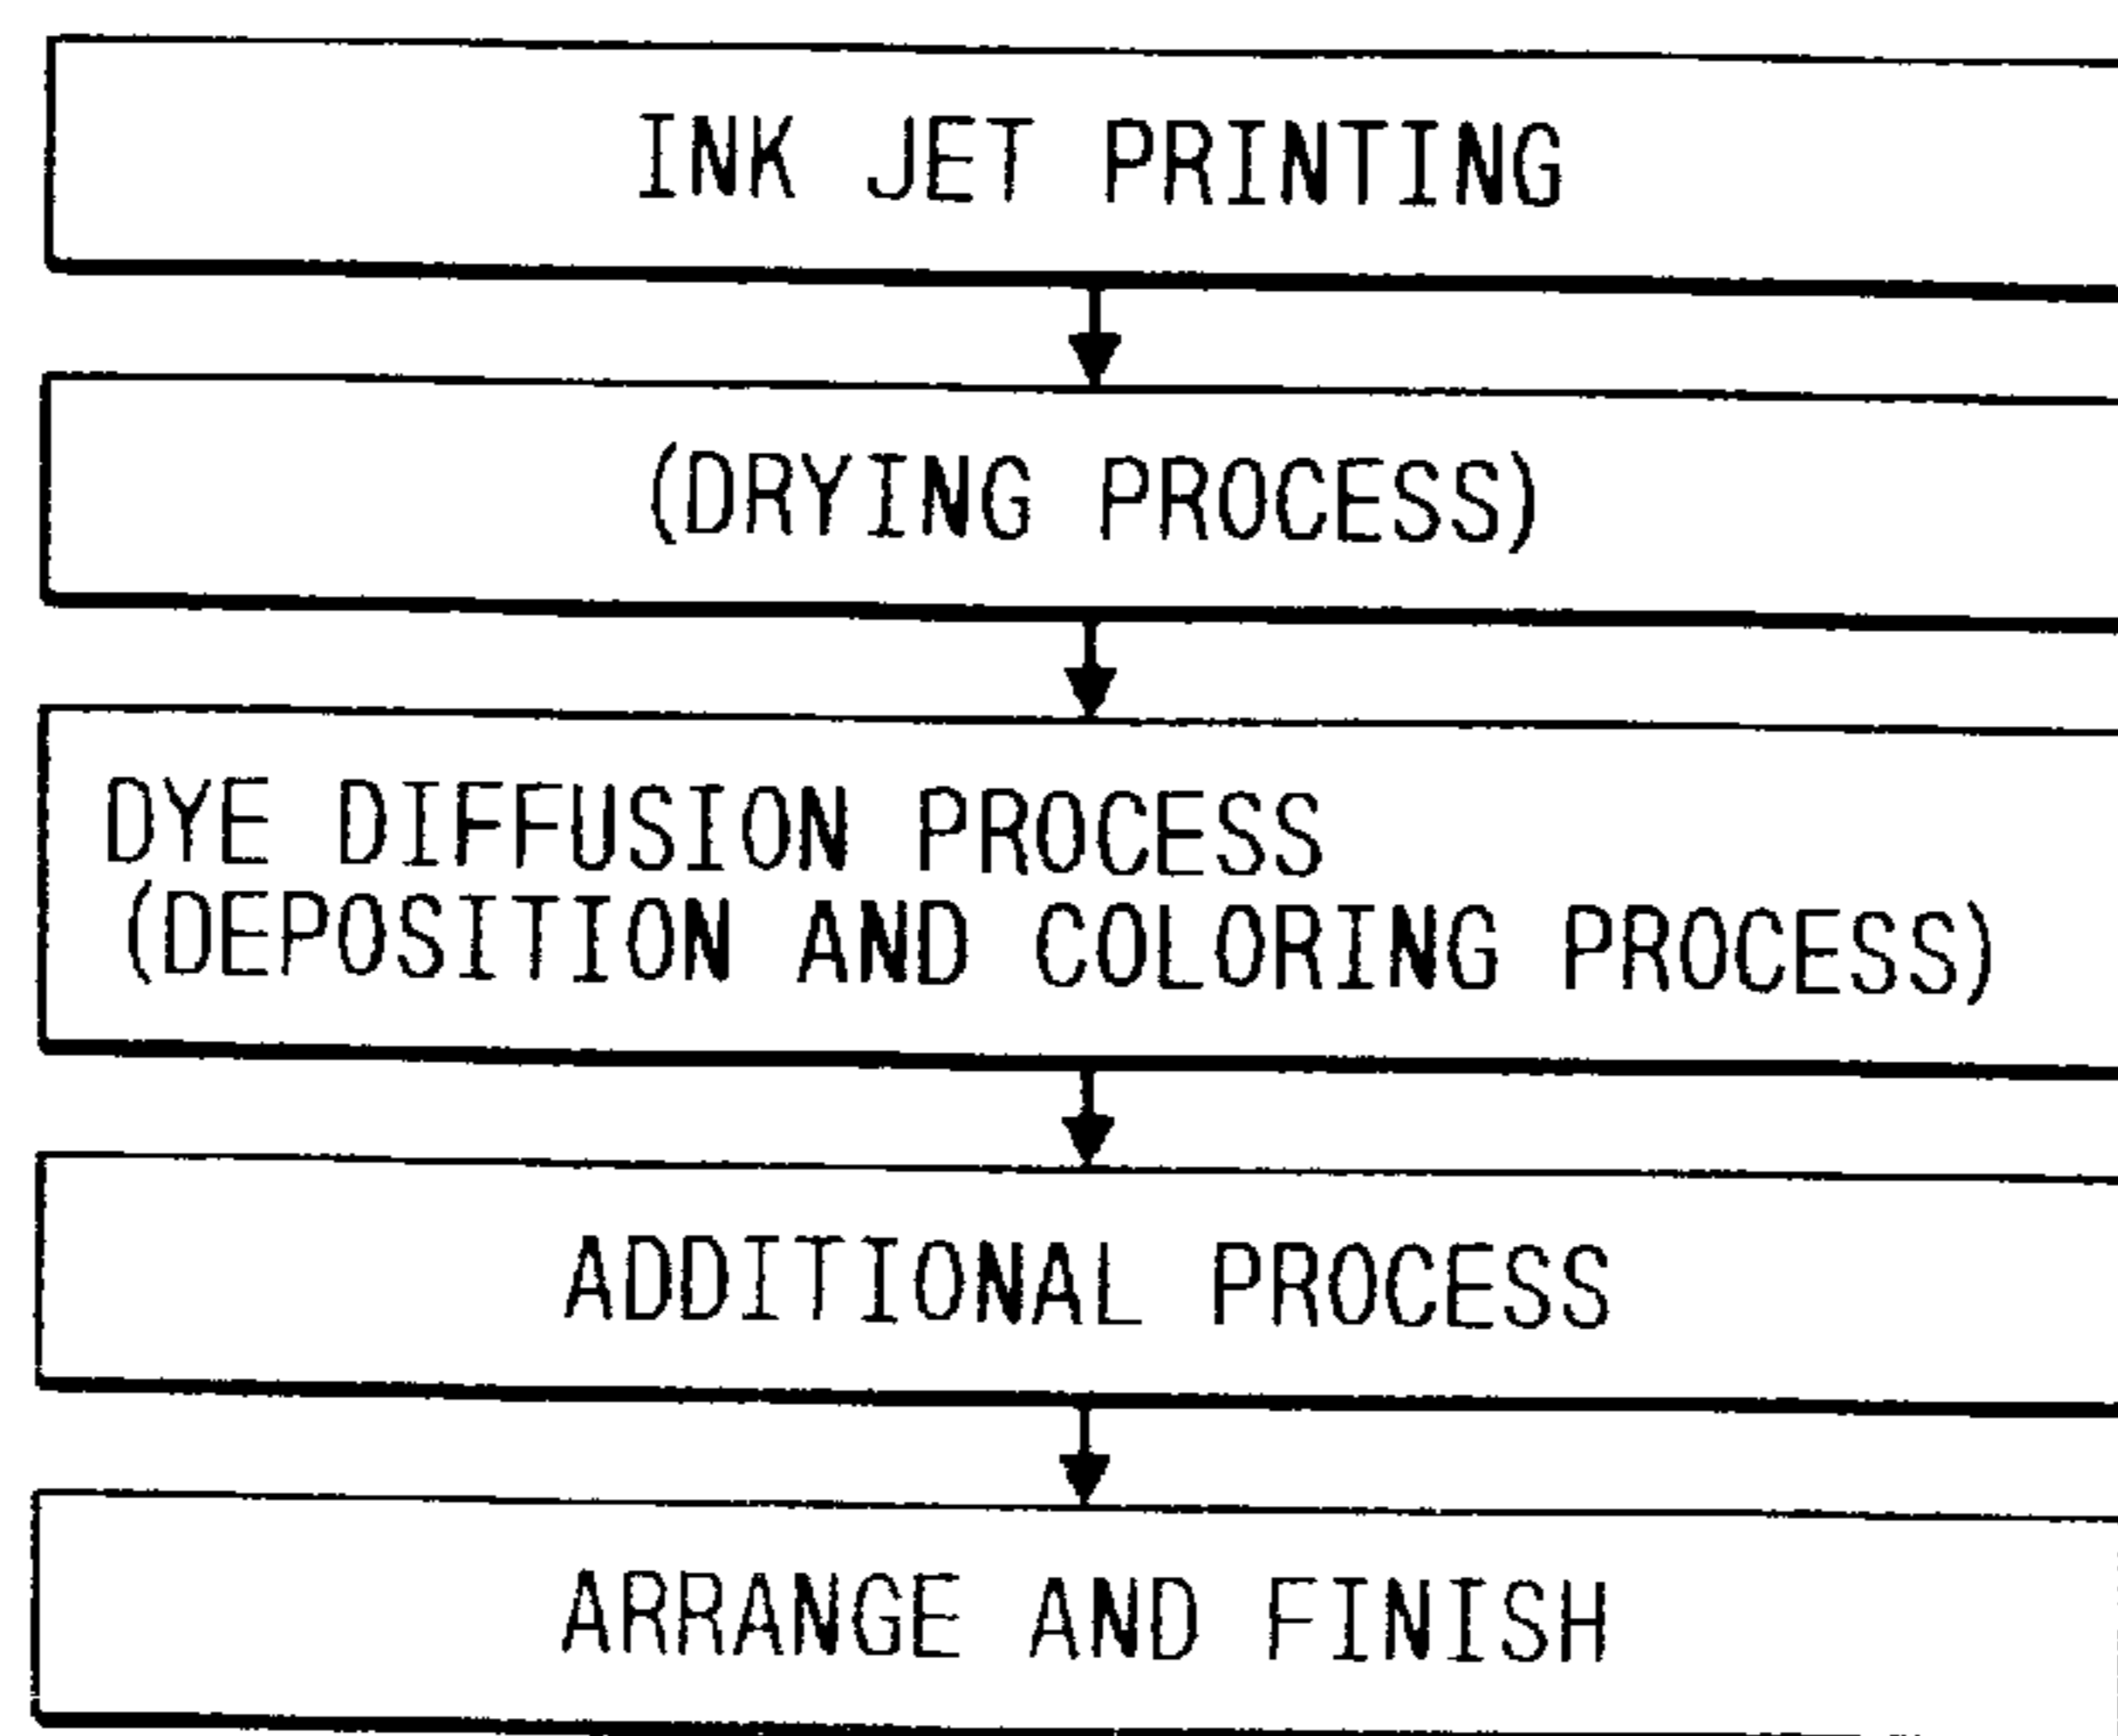 INK JET PRINTING
(DRYING PROCESS)
DYE DIFFUSION PROCESS
(DEPOSITION AND COLORING PROCESS)
ADDITIONAL PROCESS
ARRANGE AND FINISH